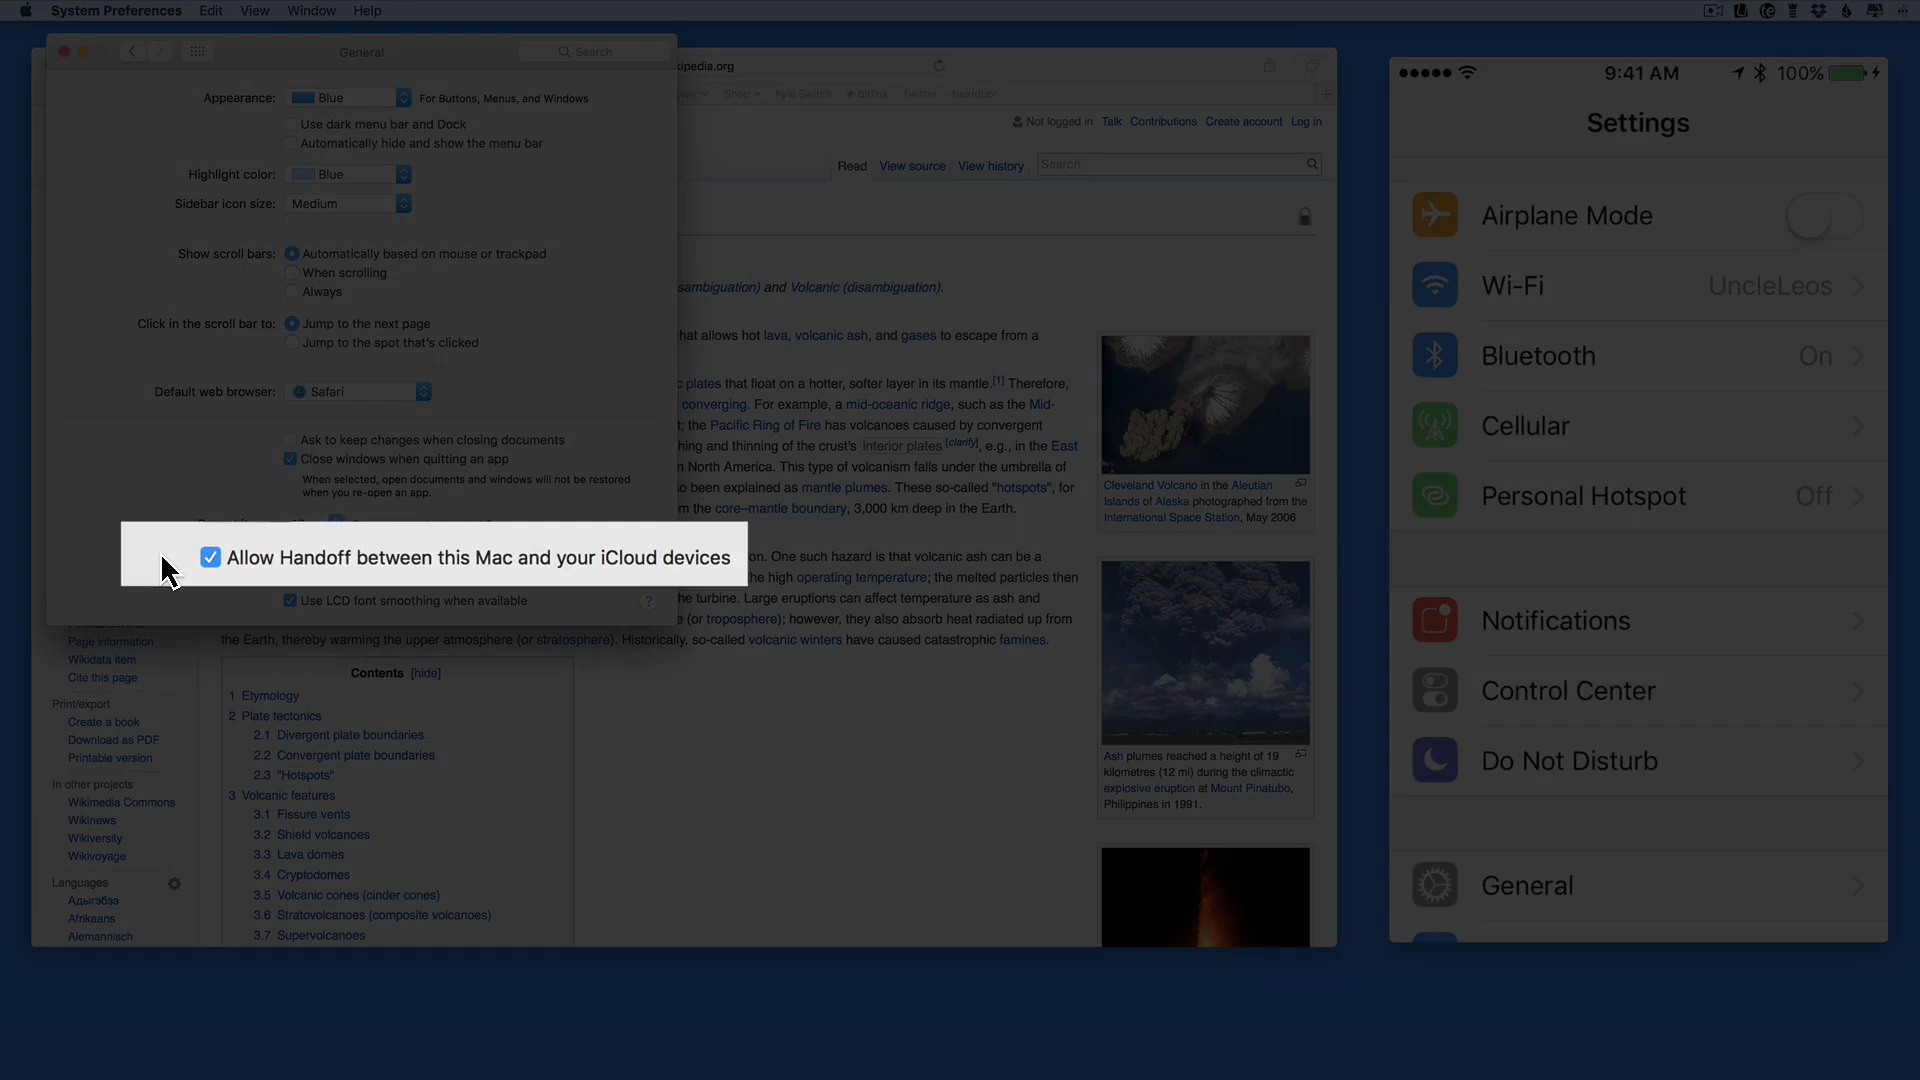 System Preferences Edit View Window Help
General
Search
Appearance: Blue For Buttons, Menus, and Windows
Use dark menu bar and Dock
Automatically hide and show the menu bar
Highlight color: Blue
Sidebar icon size: Medium
Show scroll bars: Automatically based on mouse or trackpad
When scrolling
Always
Click in the scroll bar to: Jump to the next page
Jump to the spot that's clicked
Default web browser: Safari
Ask to keep changes when closing documents
Close windows when quitting an app
When selected, open documents and windows will not be restored
when you re-open an app.
Allow Handoff between this Mac and your iCloud devices
Use LCD font smoothing when available ?
kipedia.org
Shop Kyle Switch +Bitlink Twitter Nextdoor
Not logged in Talk Contributions Create account Log in
Read View source View history Search
sambiguation) and Volcanic (disambiguation).
that allows hot lava, volcanic ash, and gases to escape from a
c plates that float on a hotter, softer layer in its mantle.[1] Therefore,
converging. For example, a mid-oceanic ridge, such as the Mid-
t; the Pacific Ring of Fire has volcanoes caused by convergent
hing and thinning of the crust's interior plates [clarify], e.g., in the East
n North America. This type of volcanism falls under the umbrella of
so been explained as mantle plumes. These so-called "hotspots", for
m the core–mantle boundary, 3,000 km deep in the Earth.
on. One such hazard is that volcanic ash can be a
he high operating temperature; the melted particles then
he turbine. Large eruptions can affect temperature as ash and
e (or troposphere); however, they also absorb heat radiated up from
the Earth, thereby warming the upper atmosphere (or stratosphere). Historically, so-called volcanic winters have caused catastrophic famines.
Cleveland Volcano in the Aleutian
Islands of Alaska photographed from the
International Space Station, May 2006
Ash plumes reached a height of 19
kilometres (12 mi) during the climactic
explosive eruption at Mount Pinatubo,
Philippines in 1991.
Page information
Wikidata item
Cite this page
Print/export
Create a book
Download as PDF
Printable version
In other projects
Wikimedia Commons
Wikinews
Wikiversity
Wikivoyage
Languages
Адыгэбзэ
Afrikaans
Alemannisch
Contents [hide]
1 Etymology
2 Plate tectonics
2.1 Divergent plate boundaries
2.2 Convergent plate boundaries
2.3 "Hotspots"
3 Volcanic features
3.1 Fissure vents
3.2 Shield volcanoes
3.3 Lava domes
3.4 Cryptodomes
3.5 Volcanic cones (cinder cones)
3.6 Stratovolcanoes (composite volcanoes)
3.7 Supervolcanoes
9:41 AM 100%
Settings
Airplane Mode
Wi-Fi UncleLeos
Bluetooth On
Cellular
Personal Hotspot Off
Notifications
Control Center
Do Not Disturb
General